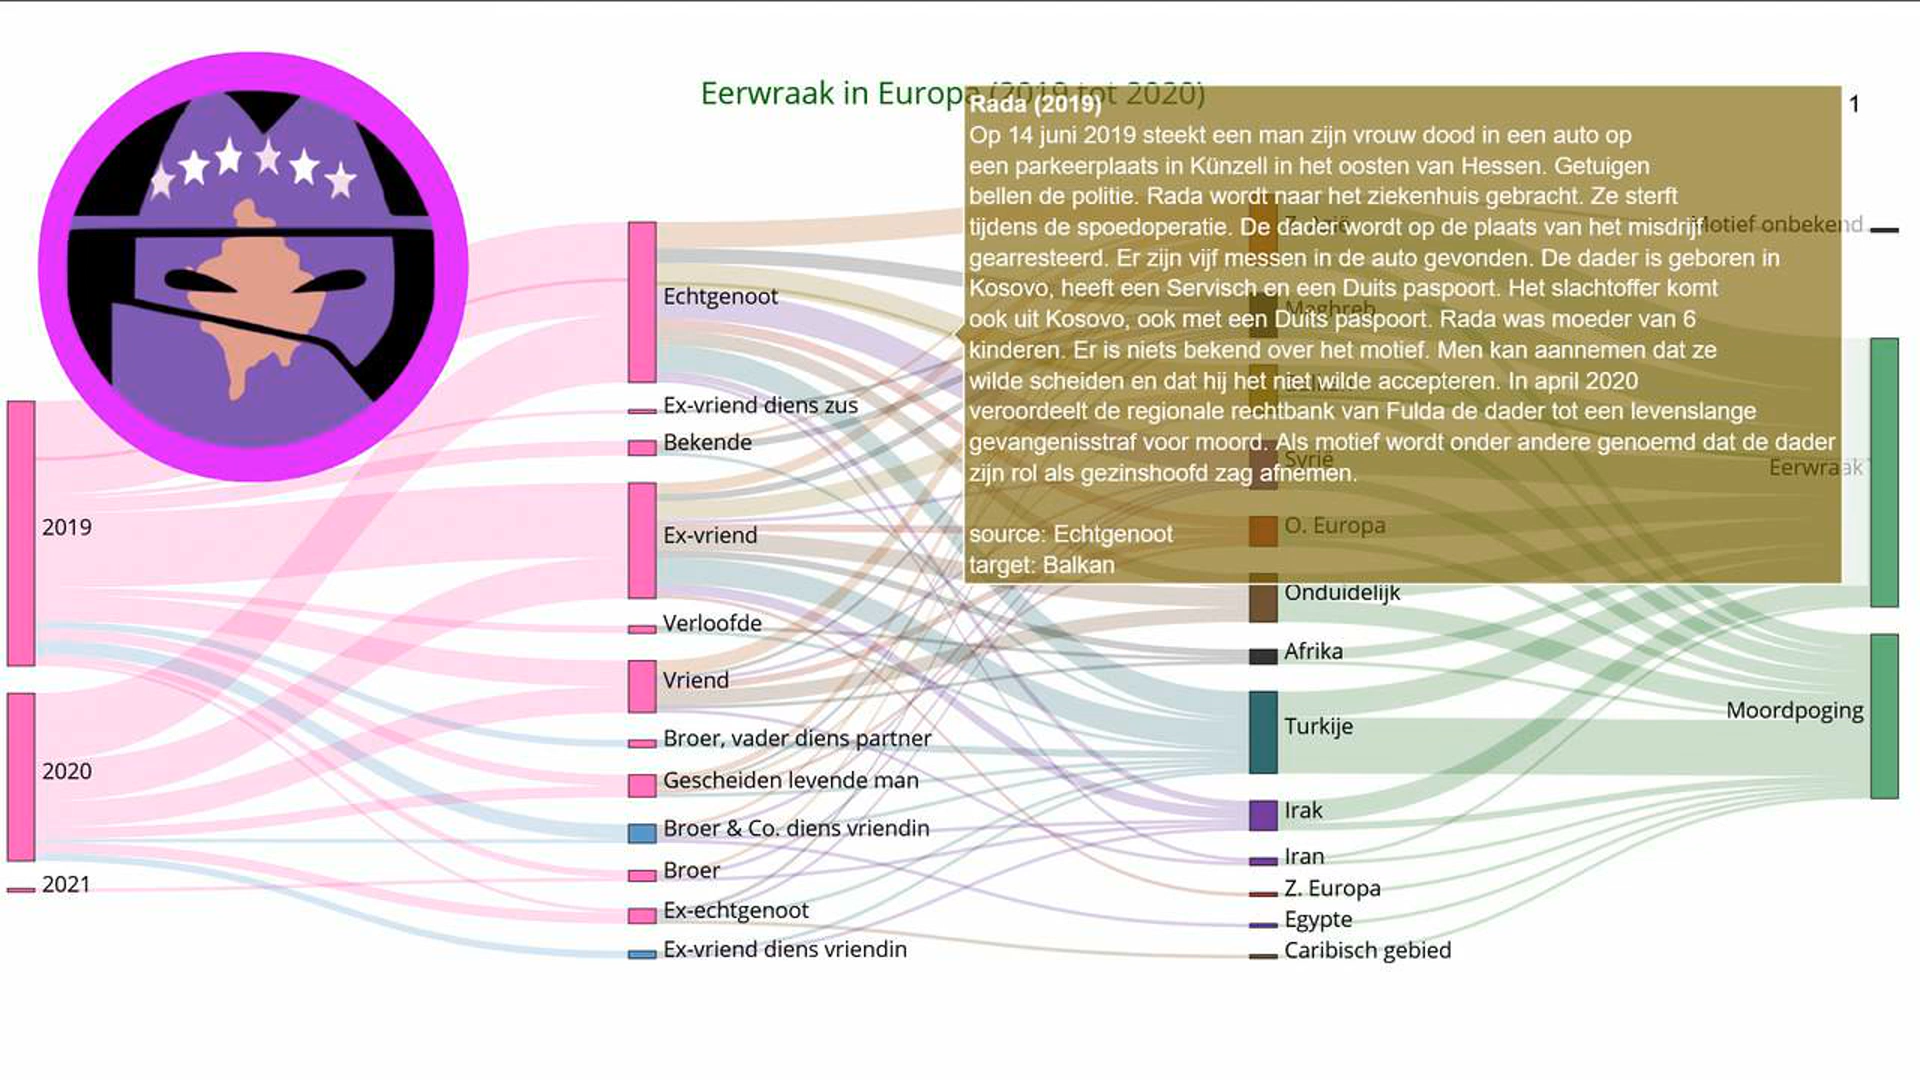 Eerwraak in Europa (2019 tot 2020)
1
Rada (2019)
Op 14 juni 2019 steekt een man zijn vrouw dood in een auto op
een parkeerplaats in Künzell in het oosten van Hessen. Getuigen
bellen de politie. Rada wordt naar het ziekenhuis gebracht. Ze sterft
tijdens de spoedoperatie. De dader wordt op de plaats van het misdrijf
gearresteerd. Er zijn vijf messen in de auto gevonden. De dader is geboren in
Kosovo, heeft een Servisch en een Duits paspoort. Het slachtoffer komt
ook uit Kosovo, ook met een Duits paspoort. Rada was moeder van 6
kinderen. Er is niets bekend over het motief. Men kan aannemen dat ze
wilde scheiden en dat hij het niet wilde accepteren. In april 2020
veroordeelt de regionale rechtbank van Fulda de dader tot een levenslange
gevangenisstraf voor moord. Als motief wordt onder andere genoemd dat de dader
zijn rol als gezinshoofd zag afnemen.
source: Echtgenoot
target: Balkan
2019
2020
2021
Echtgenoot
Ex-vriend diens zus
Bekende
Ex-vriend
Verloofde
Vriend
Broer, vader diens partner
Gescheiden levende man
Broer & Co. diens vriendin
Broer
Ex-echtgenoot
Ex-vriend diens vriendin
Maghreb
Syrië
O. Europa
Onduidelijk
Afrika
Turkije
Irak
Iran
Z. Europa
Egypte
Caribisch gebied
Motief onbekend
Eerwraak
Moordpoging